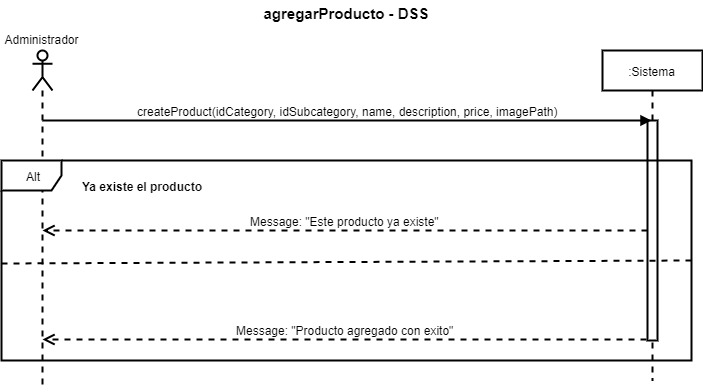 agregarProducto - DSS
Administrador
:Sistema
createProduct(idCategory, idSubcategory, name, description, price, imagePath)
Alt
Ya existe el producto
Message: "Este producto ya existe"
Message: "Producto agregado con exito"